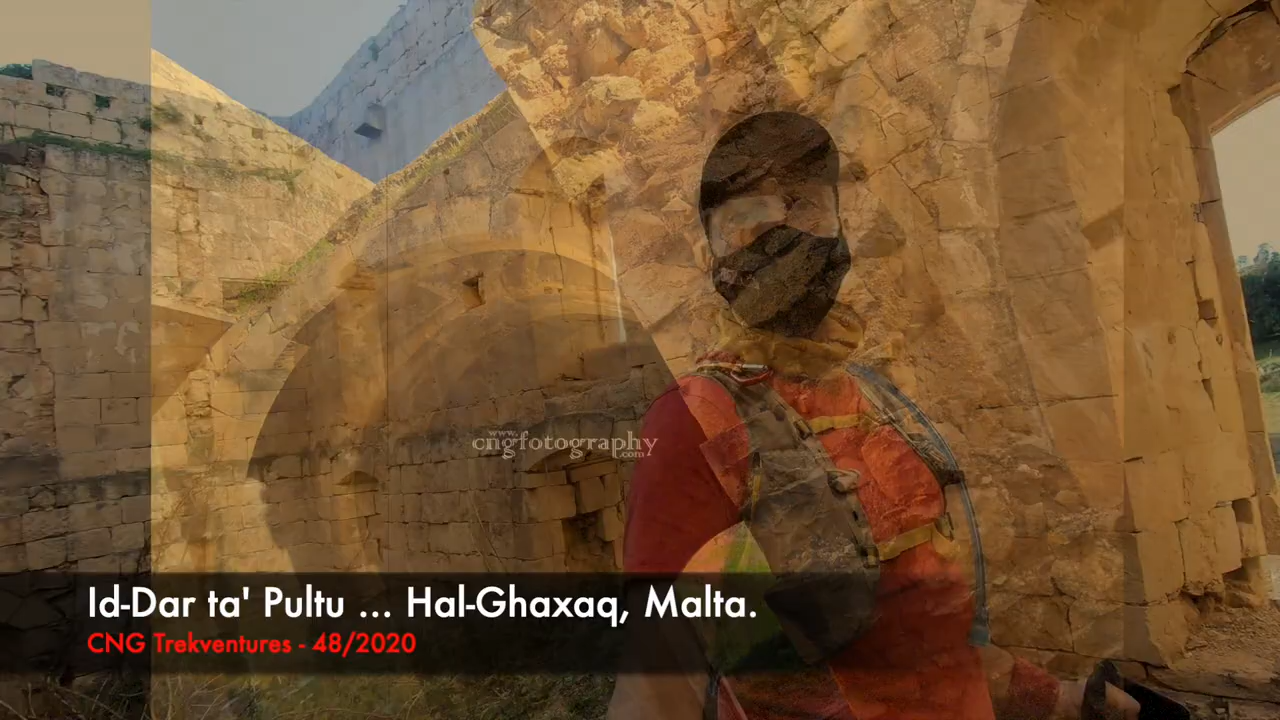 www.
cngfotography
.com
Id-Dar ta' Pultu ... Hal-Ghaxaq, Malta.
CNG Trekventures - 48/2020